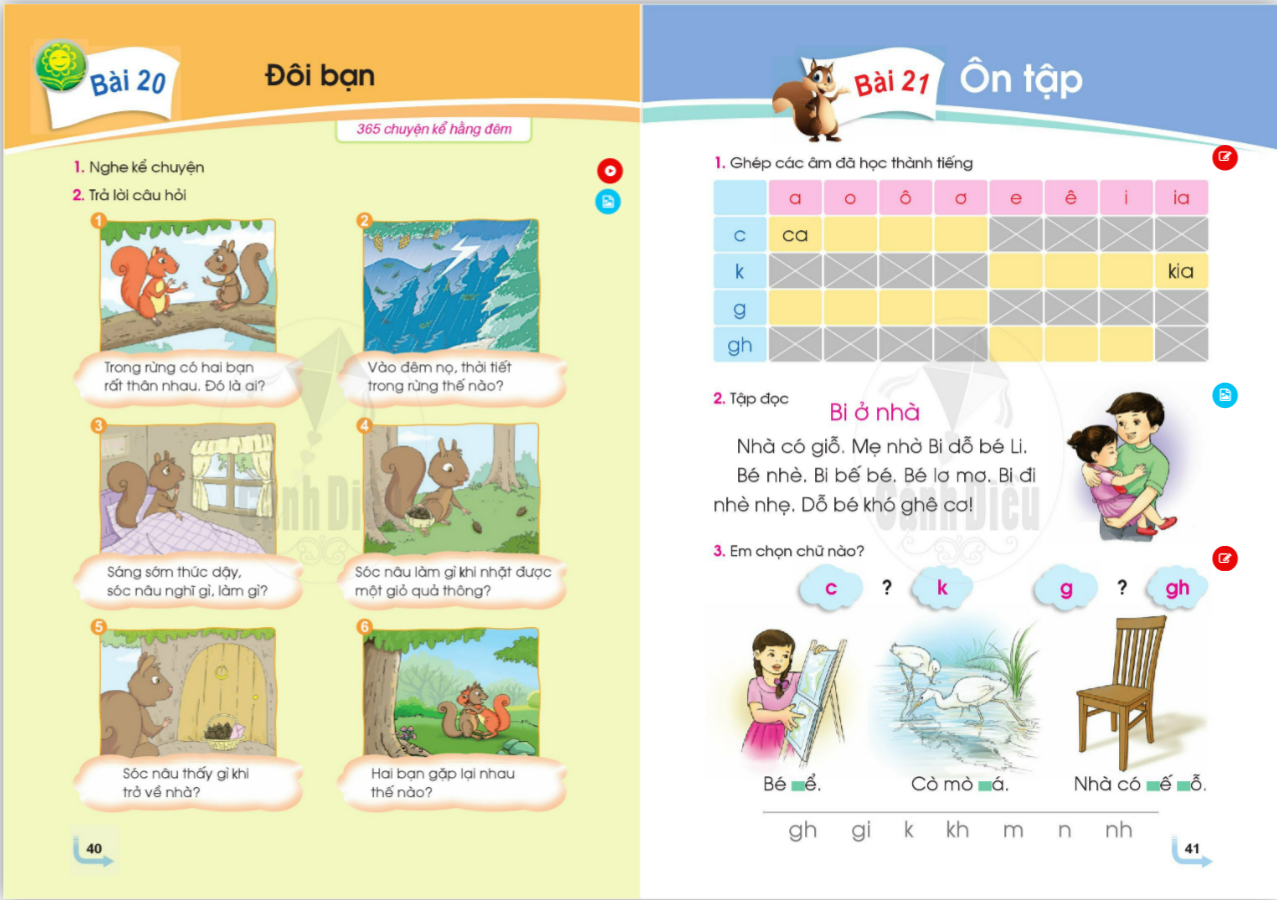 Bài 20
Đôi bạn
365 chuyện kể hằng đêm
1. Nghe kể chuyện
2. Trả lời câu hỏi
1
2
Trong rừng có hai bạn
rất thân nhau. Đó là ai?
Vào đêm nọ, thời tiết
trong rừng thế nào?
3
4
Sáng sớm thức dậy,
sóc nâu nghĩ gì, làm gì?
Sóc nâu làm gì khi nhặt được
một giỏ quả thông?
5
6
Sóc nâu thấy gì khi
trở về nhà?
Hai bạn gặp lại nhau
thế nào?
Cánh Diều
40
Bài 21
Ôn tập
1. Ghép các âm đã học thành tiếng
a o ô ơ e ê i ia
c ca
k kia
g
gh
2. Tập đọc
Bi ở nhà
Nhà có giỗ. Mẹ nhờ Bi dỗ bé Li.
Bé nhè. Bi bế bé. Bé lơ mơ. Bi đi
nhè nhẹ. Dỗ bé khó ghê cơ!
Cánh Diều
3. Em chọn chữ nào?
c ? k g ? gh
Bé ể. Cò mò á. Nhà có ế ỗ.
gh gi k kh m n nh
41